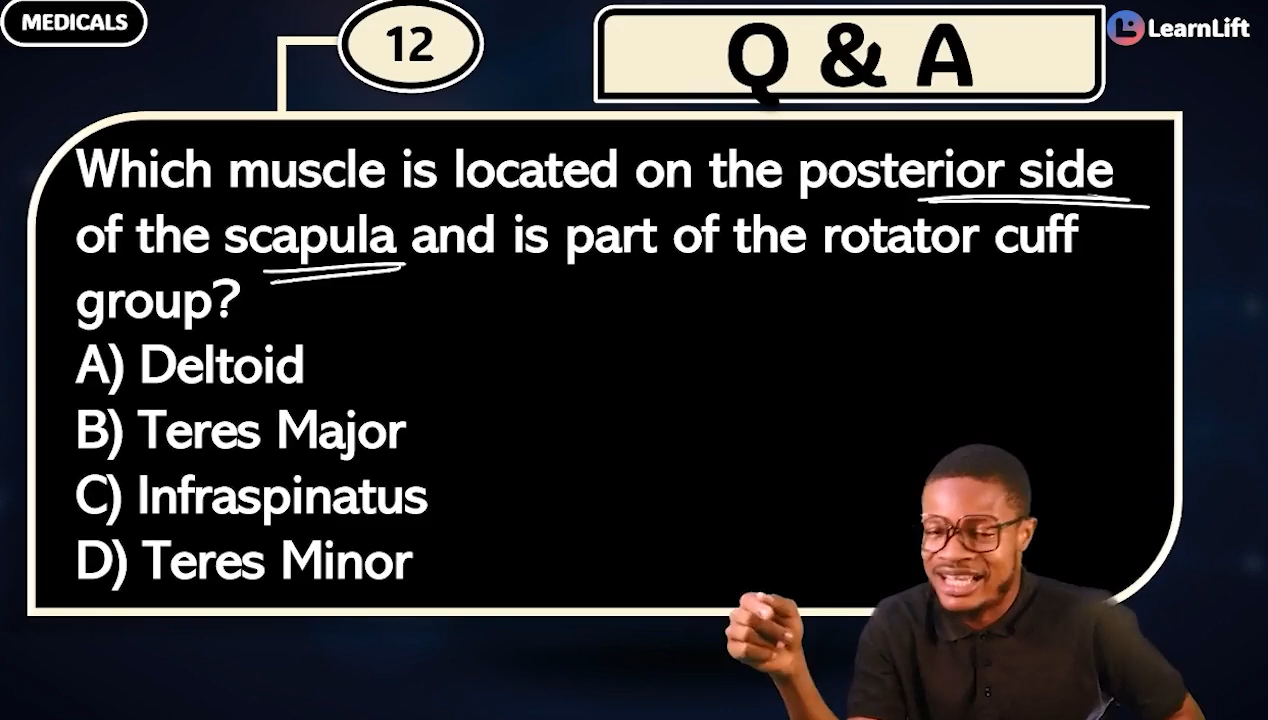 MEDICALS
12
Q & A
LearnLift
Which muscle is located on the posterior side
of the scapula and is part of the rotator cuff
group?
A) Deltoid
B) Teres Major
C) Infraspinatus
D) Teres Minor